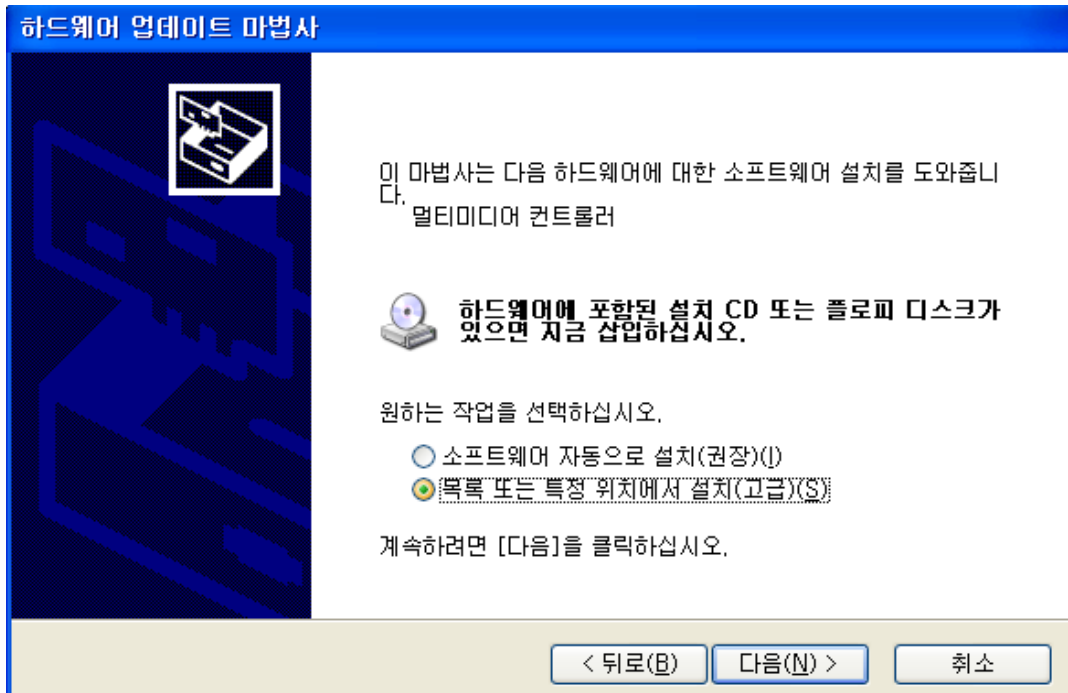 하드웨어 업데이트 마법사
이 마법사는 다음 하드웨어에 대한 소프트웨어 설치를 도와줍니
다.
멀티미디어 컨트롤러
하드웨어에 포함된 설치 CD 또는 플로피 디스크가
있으면 지금 삽입하십시오.
원하는 작업을 선택하십시오.
소프트웨어 자동으로 설치(권장)(I)
목록 또는 특정 위치에서 설치(고급)(S)
계속하려면 [다음]을 클릭하십시오.
< 뒤로(B) 다음(N) > 취소